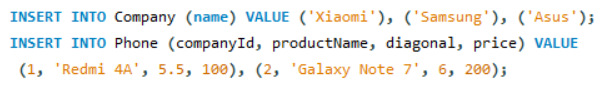 INSERT INTO Company (name) VALUE ('Xiaomi'), ('Samsung'), ('Asus');
INSERT INTO Phone (companyId, productName, diagonal, price) VALUE
(1, 'Redmi 4A', 5.5, 100), (2, 'Galaxy Note 7', 6, 200);